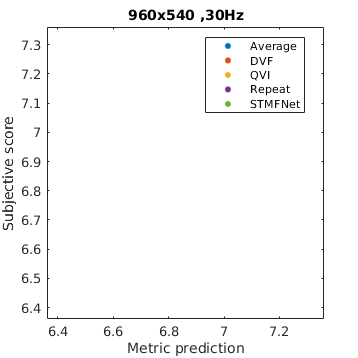 960x540 ,30Hz
Subjective score
7.3
7.2
7.1
7
6.9
6.8
6.7
6.6
6.5
6.4
Average
DVF
QVI
Repeat
STMFNet
6.4 6.6 6.8 7 7.2
Metric prediction